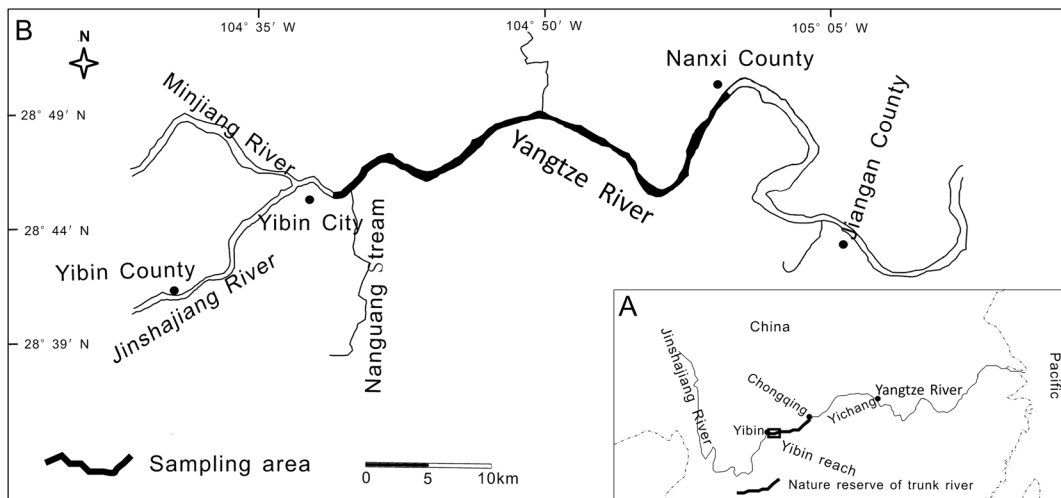 B
104° 35′ W
104° 50′ W
105° 05′ W
N
28° 49′ N
28° 44′ N
28° 39′ N
Minjiang River
Nanxi County
Yangtze River
Jiangan County
Yibin City
Yibin County
Jinshajiang River
Nanguang Stream
Sampling area
0
5
10km
A
China
Pacific
Jinshajiang River
Chongqing
Yichang
Yangtze River
Yibin
Yibin reach
Nature reserve of trunk river